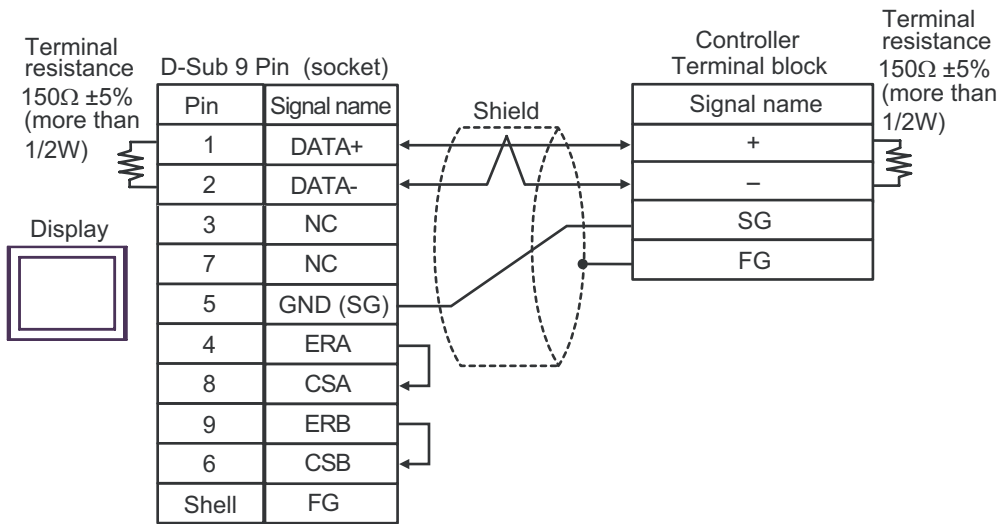 Terminal
resistance
150Ω ±5%
(more than
1/2W)
D-Sub 9 Pin (socket)
Pin Signal name
1 DATA+
2 DATA-
3 NC
7 NC
5 GND (SG)
4 ERA
8 CSA
9 ERB
6 CSB
Shell FG
Display
Shield
Controller
Terminal block
Signal name
+
–
SG
FG
Terminal
resistance
150Ω ±5%
(more than
1/2W)